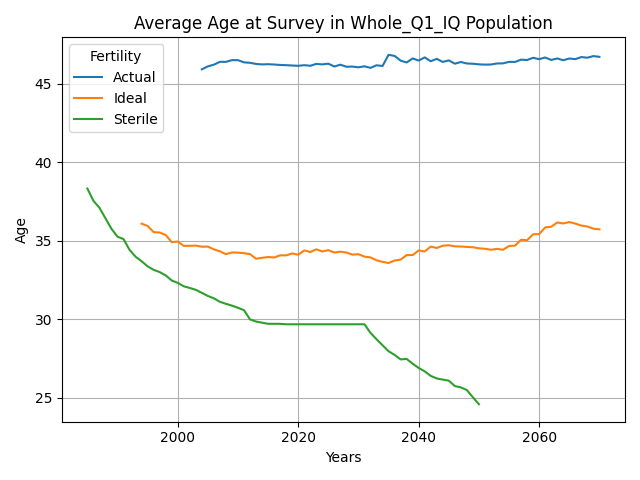 Average Age at Survey in Whole_Q1_IQ Population
Fertility
Actual
Ideal
Sterile
45
40
35
30
25
Age
2000
2020
2040
2060
Years